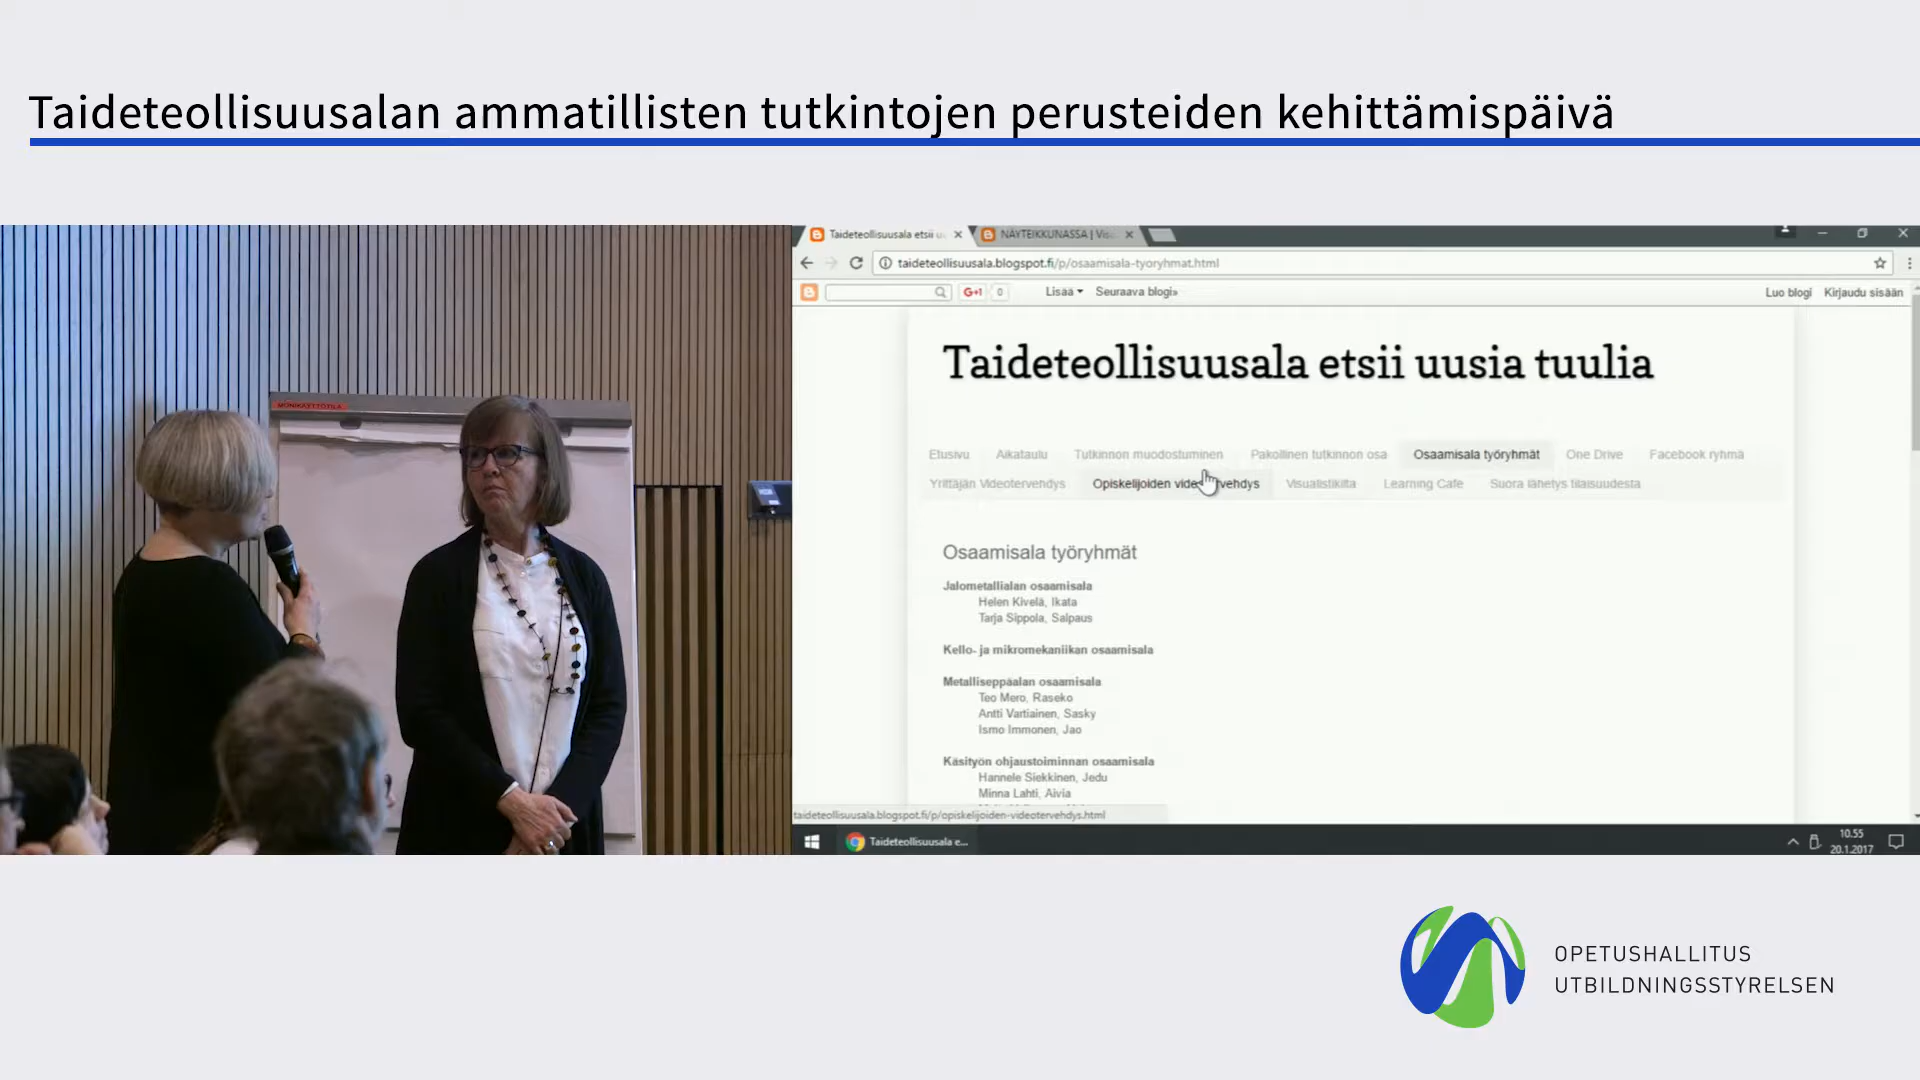 Taideteollisuusalan ammatillisten tutkintojen perusteiden kehittämispäivä
MONIKÄYTTÖTILA
Taideteollisuusala etsii u
NÄYTEIKKUNASSA | Vis
taideteollisuusala.blogspot.fi/p/osaamisala-tyoryhmat.html
G+1 0 Lisää Seuraava blogi» Luo blogi Kirjaudu sisään
Taideteollisuusala etsii uusia tuulia
Etusivu Aikataulu Tutkinnon muodostuminen Pakollinen tutkinnon osa Osaamisala työryhmät One Drive Facebook ryhmä
Yrittäjän Videotervehdys Opiskelijoiden videotervehdys Visualistikilta Learning Cafe Suora lähetys tilaisuudesta
Osaamisala työryhmät
Jalometallialan osaamisala
Helen Kivelä, Ikata
Tarja Sippola, Salpaus
Kello- ja mikromekaniikan osaamisala
Metalliseppäalan osaamisala
Teo Mero, Raseko
Antti Vartiainen, Sasky
Ismo Immonen, Jao
Käsityön ohjaustoiminnan osaamisala
Hannele Siekkinen, Jedu
Minna Lahti, Aivia
taideteollisuusala.blogspot.fi/p/opiskelijoiden-videotervehdys.html
Taideteollisuusala e...
10.55
20.1.2017
OPETUSHALLITUS
UTBILDNINGSSTYRELSEN